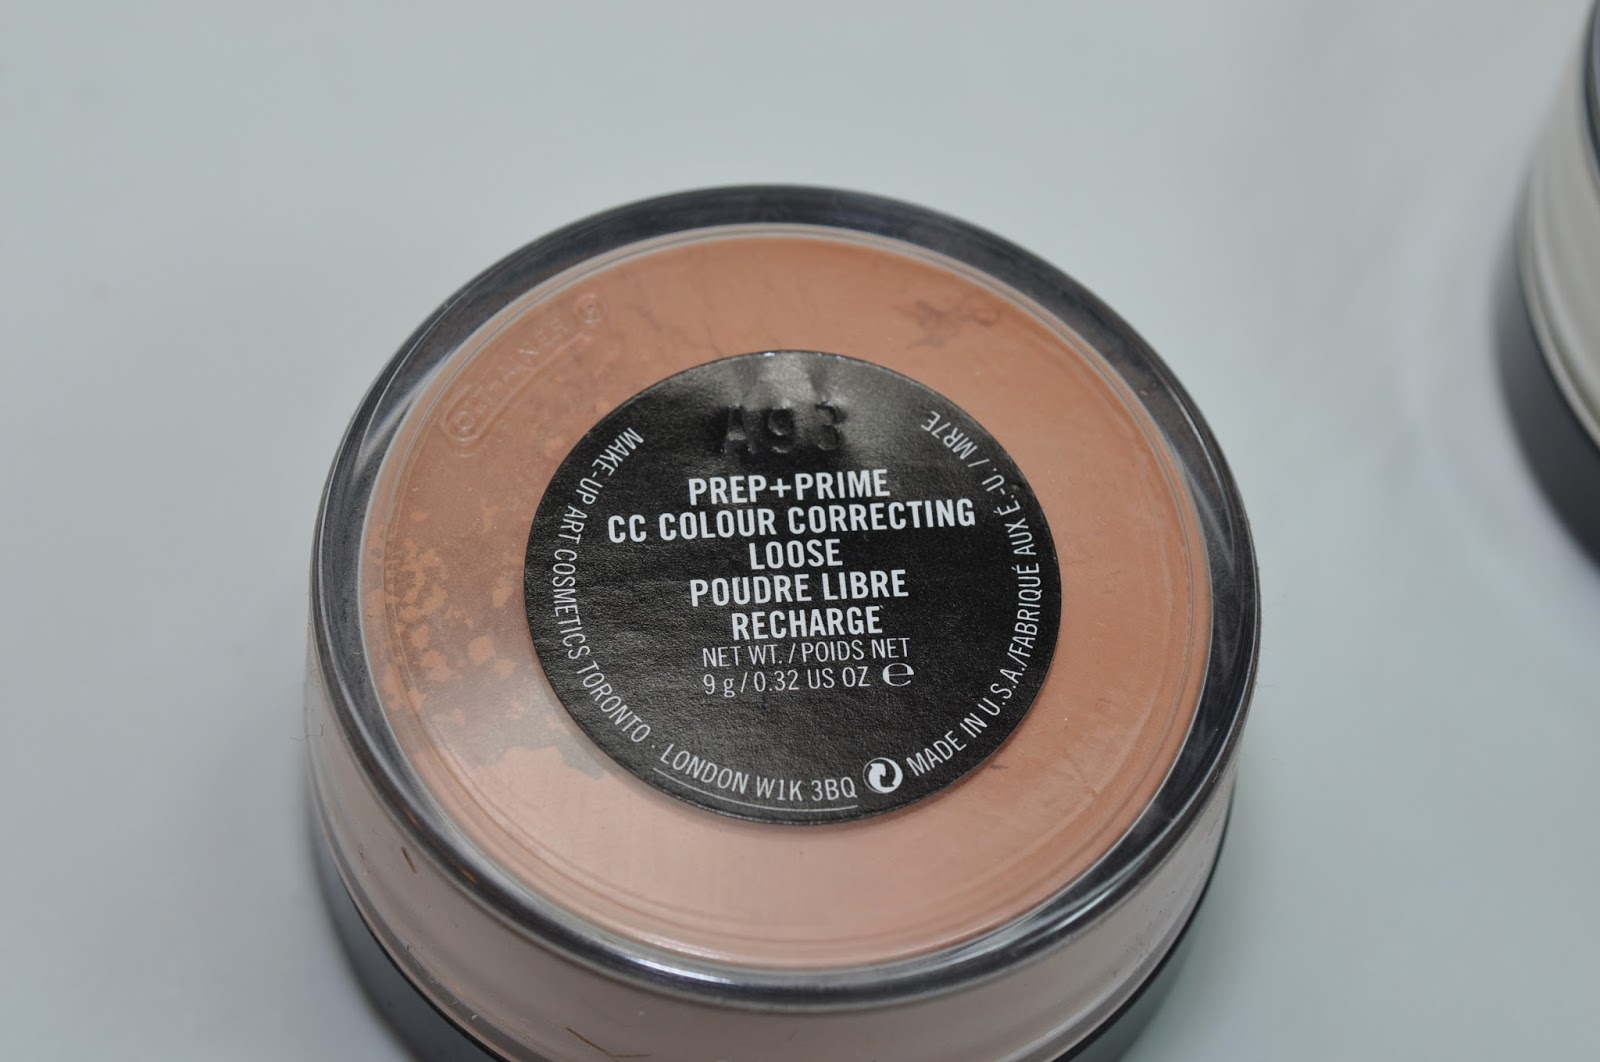 A93
PREP+PRIME
CC COLOUR CORRECTING
LOOSE
POUDRE LIBRE
RECHARGE
NET WT. / POIDS NET
9 g / 0.32 US OZ ℮
MAKE-UP ART COSMETICS TORONTO · LONDON W1K 3BQ
MADE IN U.S.A./FABRIQUÉ AUX É.-U. / MR7E